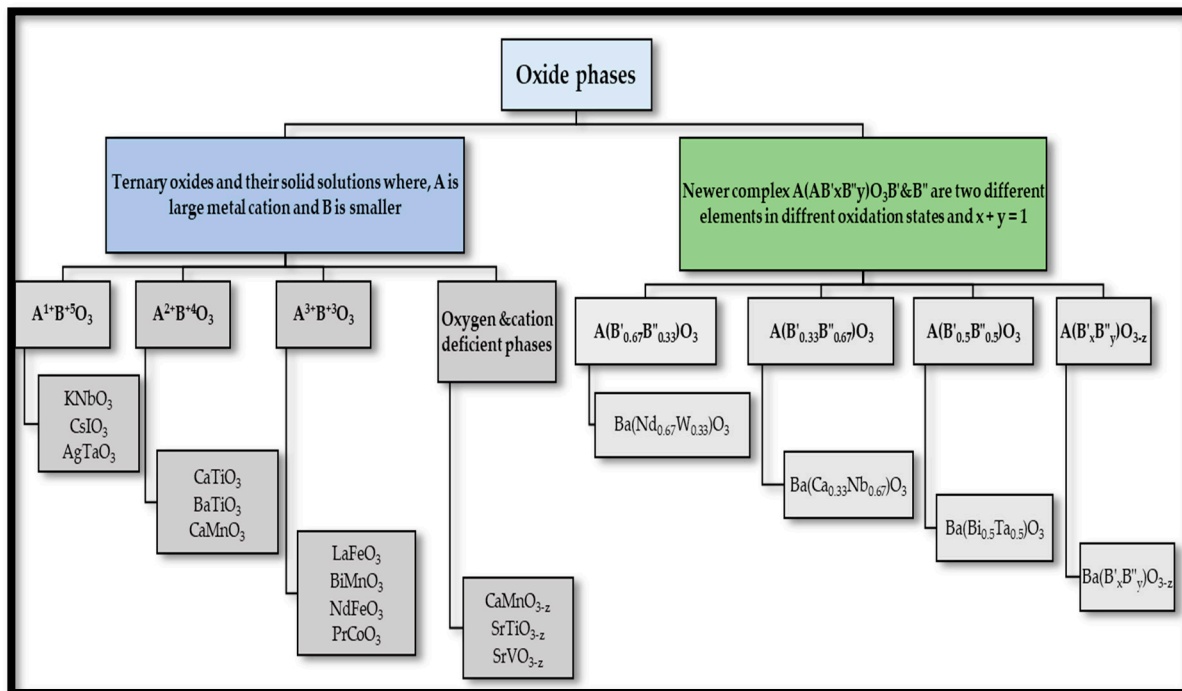 Oxide phases
Ternary oxides and their solid solutions where, A is
large metal cation and B is smaller
Newer complex A(AB'xB"y)O₃B'&B" are two different
elements in diffrent oxidation states and x + y = 1
A¹⁺B⁺⁵O₃
A²⁺B⁺⁴O₃
A³⁺B⁺³O₃
Oxygen &cation
deficient phases
A(B'₀.₆₇B"₀.₃₃)O₃
A(B'₀.₃₃B"₀.₆₇)O₃
A(B'₀.₅B"₀.₅)O₃
A(B'ₓB"y)O₃₋z
KNbO₃
CsIO₃
AgTaO₃
CaTiO₃
BaTiO₃
CaMnO₃
LaFeO₃
BiMnO₃
NdFeO₃
PrCoO₃
CaMnO₃₋z
SrTiO₃₋z
SrVO₃₋z
Ba(Nd₀.₆₇W₀.₃₃)O₃
Ba(Ca₀.₃₃Nb₀.₆₇)O₃
Ba(Bi₀.₅Ta₀.₅)O₃
Ba(B'ₓB"y)O₃₋z